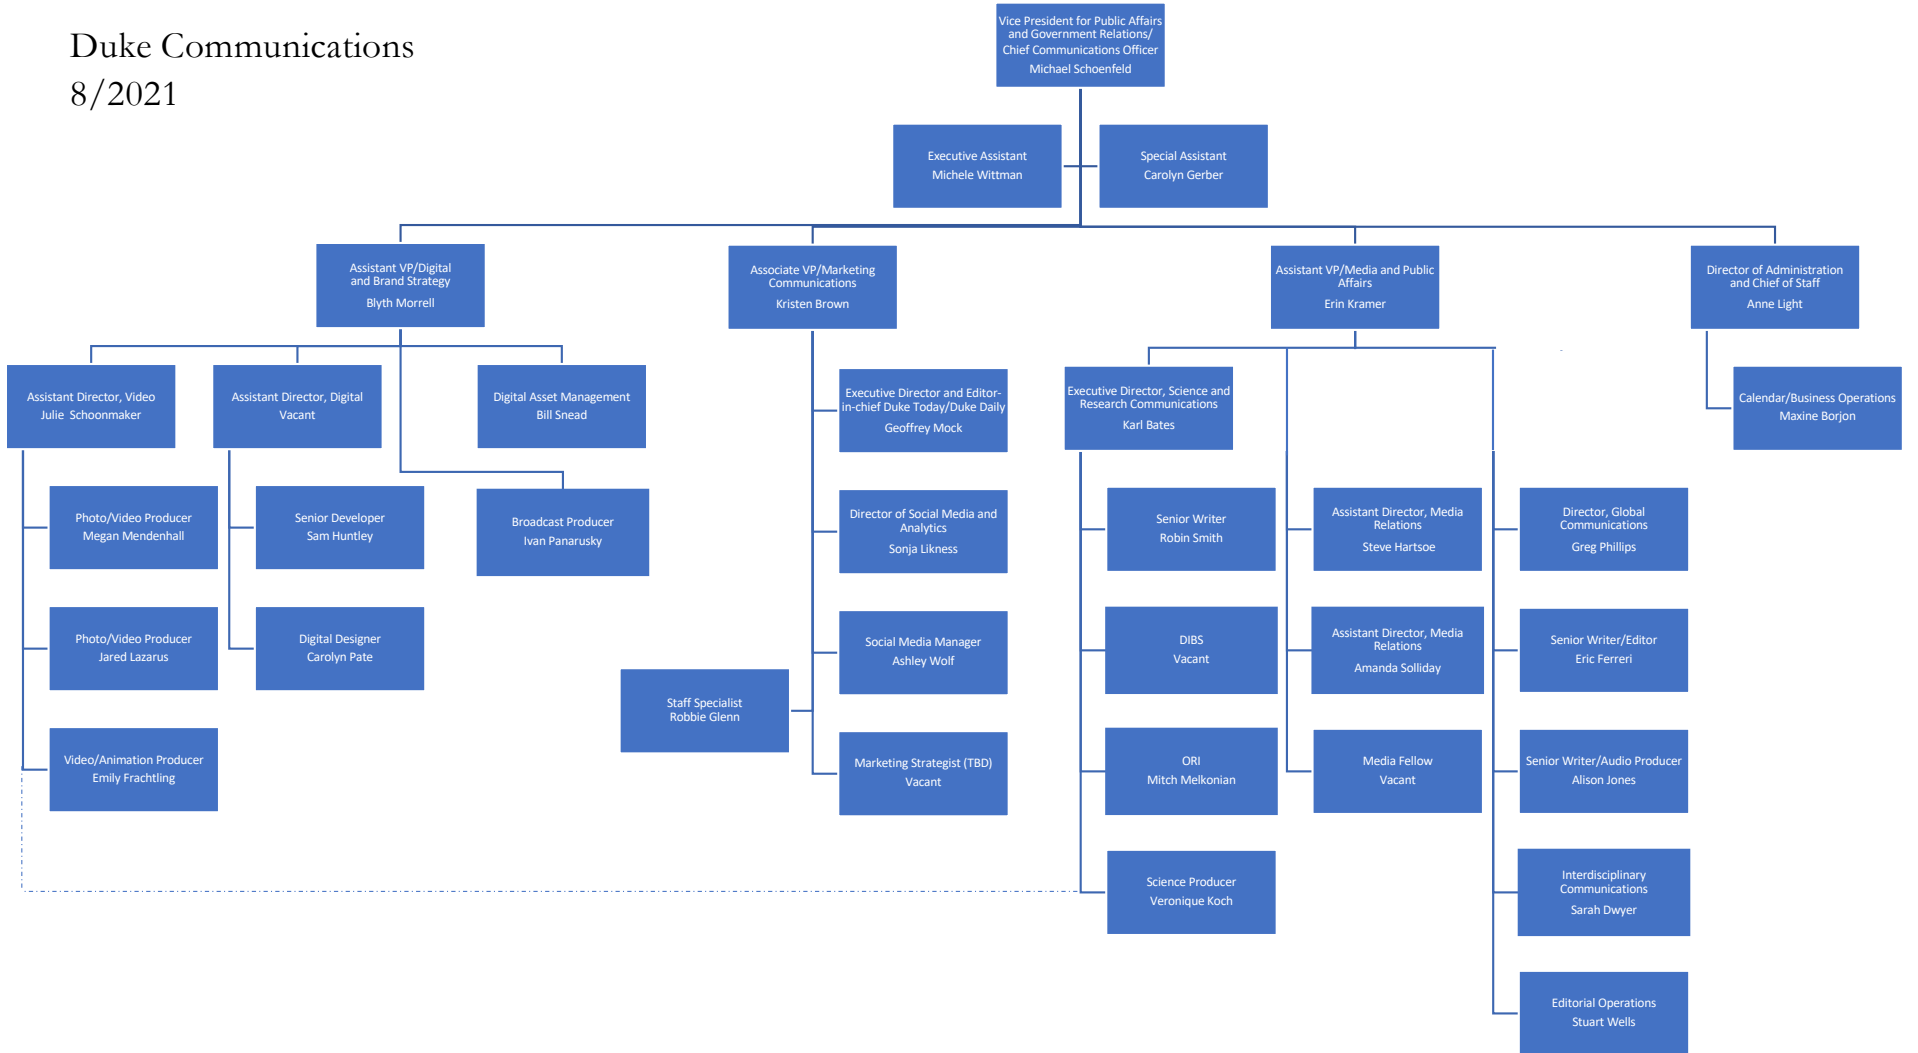 Duke Communications
8/2021
Vice President for Public Affairs
and Government Relations/
Chief Communications Officer
Michael Schoenfeld
Executive Assistant
Michele Wittman
Special Assistant
Carolyn Gerber
Assistant VP/Digital
and Brand Strategy
Blyth Morrell
Associate VP/Marketing
Communications
Kristen Brown
Assistant VP/Media and Public
Affairs
Erin Kramer
Director of Administration
and Chief of Staff
Anne Light
Assistant Director, Video
Julie Schoonmaker
Assistant Director, Digital
Vacant
Digital Asset Management
Bill Snead
Executive Director and Editor-
in-chief Duke Today/Duke Daily
Geoffrey Mock
Executive Director, Science and
Research Communications
Karl Bates
Calendar/Business Operations
Maxine Borjon
Photo/Video Producer
Megan Mendenhall
Senior Developer
Sam Huntley
Broadcast Producer
Ivan Panarusky
Director of Social Media and
Analytics
Sonja Likness
Senior Writer
Robin Smith
Assistant Director, Media
Relations
Steve Hartsoe
Director, Global
Communications
Greg Phillips
Photo/Video Producer
Jared Lazarus
Digital Designer
Carolyn Pate
Social Media Manager
Ashley Wolf
DIBS
Vacant
Assistant Director, Media
Relations
Amanda Solliday
Senior Writer/Editor
Eric Ferreri
Staff Specialist
Robbie Glenn
Video/Animation Producer
Emily Frachtling
Marketing Strategist (TBD)
Vacant
ORI
Mitch Melkonian
Media Fellow
Vacant
Senior Writer/Audio Producer
Alison Jones
Science Producer
Veronique Koch
Interdisciplinary
Communications
Sarah Dwyer
Editorial Operations
Stuart Wells